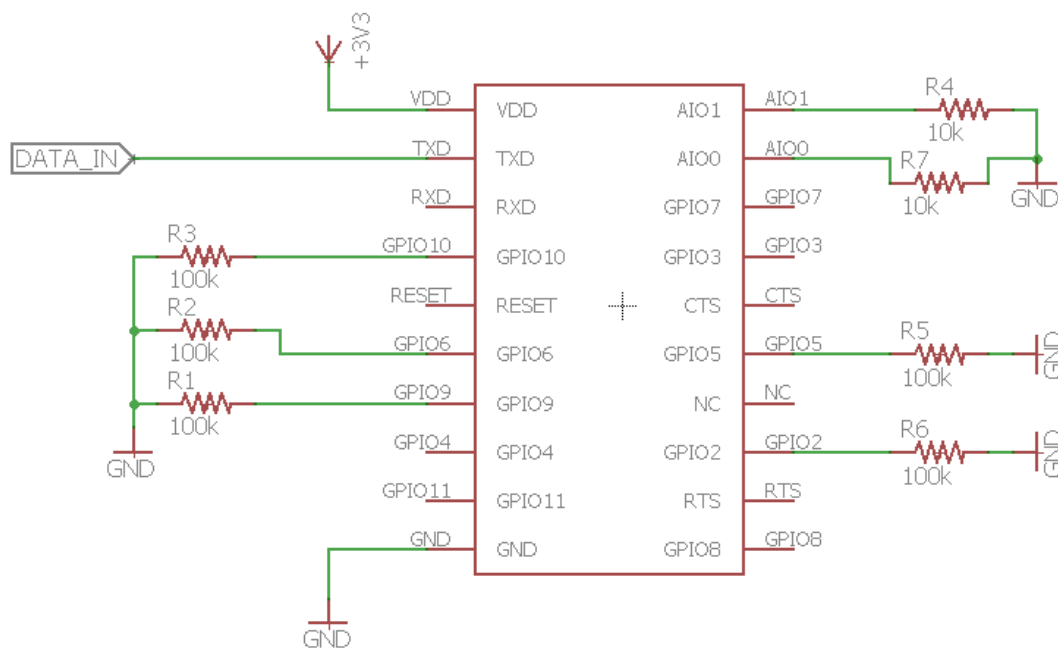 +3V3
VDD VDD AIO1 AIO1 R4
10k
DATA_IN TXD TXD AIO0 AIO0 R7
10k GND
RXD RXD GPIO7 GPIO7
R3 GPIO10 GPIO10 GPIO3 GPIO3
100k
RESET RESET CTS CTS
R2 GPIO6 GPIO6 GPIO5 GPIO5 R5 GND
100k 100k
R1 GPIO9 GPIO9 NC NC
100k
GND GPIO4 GPIO4 GPIO2 GPIO2 R6 GND
100k
GPIO11 GPIO11 RTS RTS
GND GND GPIO8 GPIO8
GND